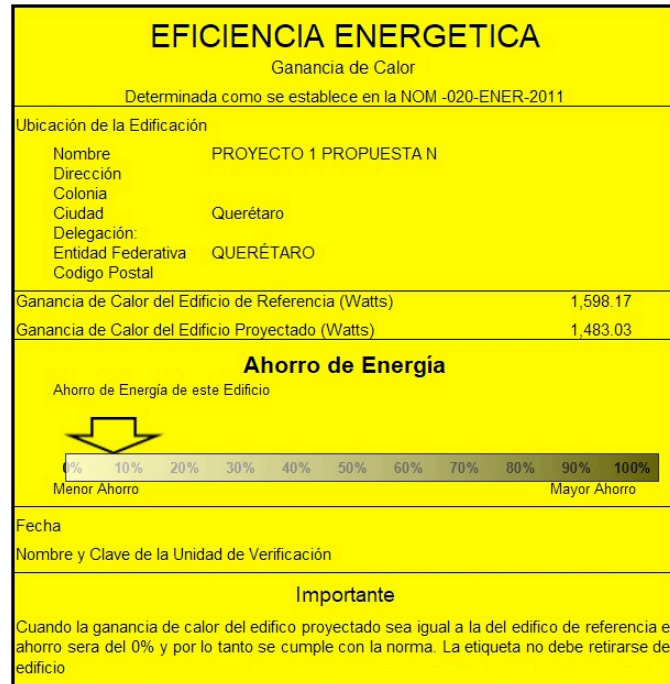 EFICIENCIA ENERGETICA
Ganancia de Calor
Determinada como se establece en la NOM -020-ENER-2011
Ubicación de la Edificación
Nombre PROYECTO 1 PROPUESTA N
Dirección
Colonia
Ciudad Querétaro
Delegación:
Entidad Federativa QUERÉTARO
Codigo Postal
Ganancia de Calor del Edificio de Referencia (Watts) 1,598.17
Ganancia de Calor del Edificio Proyectado (Watts) 1,483.03
Ahorro de Energía
Ahorro de Energía de este Edificio
0% 10% 20% 30% 40% 50% 60% 70% 80% 90% 100%
Menor Ahorro Mayor Ahorro
Fecha
Nombre y Clave de la Unidad de Verificación
Importante
Cuando la ganancia de calor del edifico proyectado sea igual a la del edifico de referencia e
ahorro sera del 0% y por lo tanto se cumple con la norma. La etiqueta no debe retirarse de
edificio